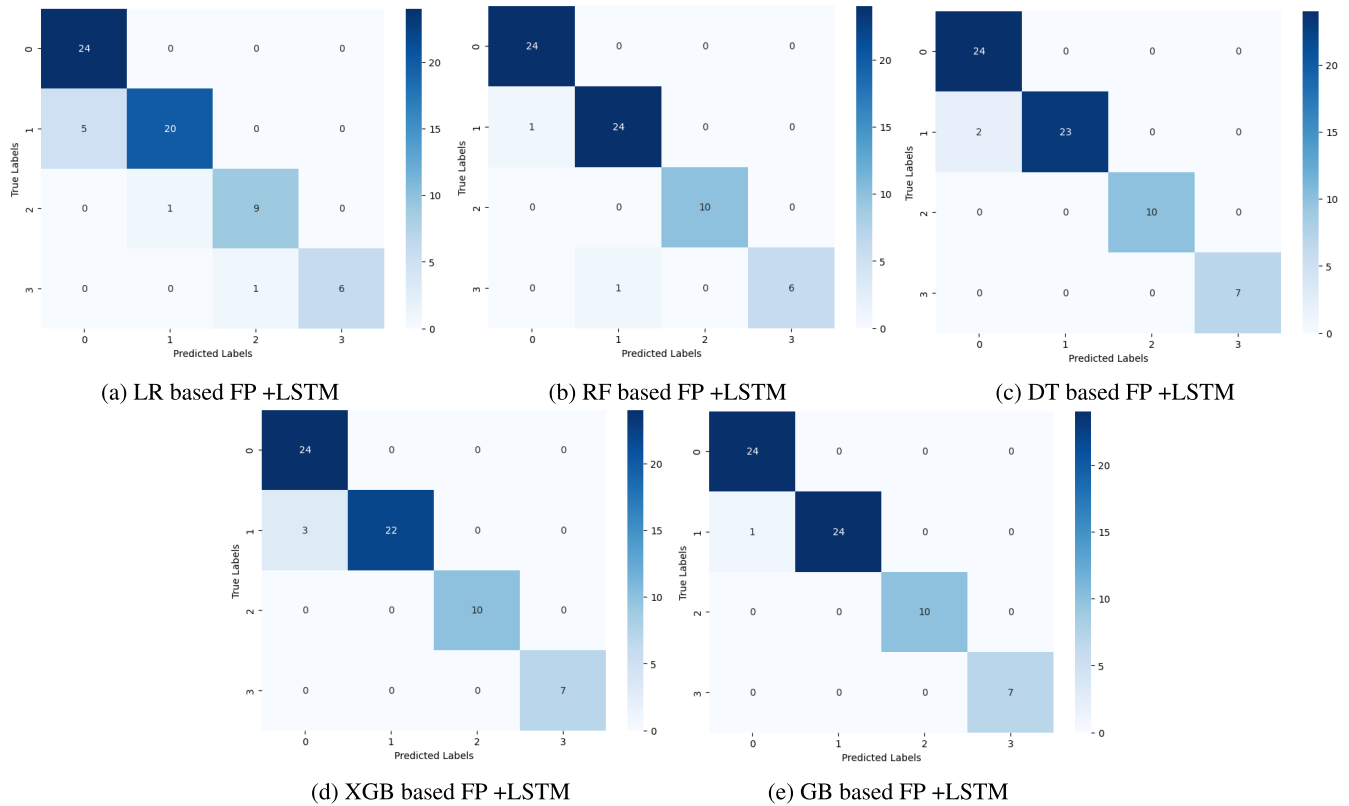 0
24 0 0 0
1
5 20 0 0
2
0 1 9 0
3
0 0 1 6
True Labels
0 1 2 3
Predicted Labels
20
15
10
5
0
(a) LR based FP +LSTM
0
24 0 0 0
1
1 24 0 0
2
0 0 10 0
3
0 1 0 6
True Labels
0 1 2 3
Predicted Labels
20
15
10
5
0
(b) RF based FP +LSTM
0
24 0 0 0
1
2 23 0 0
2
0 0 10 0
3
0 0 0 7
True Labels
0 1 2 3
Predicted Labels
20
15
10
5
0
(c) DT based FP +LSTM
0
24 0 0 0
1
3 22 0 0
2
0 0 10 0
3
0 0 0 7
True Labels
0 1 2 3
Predicted Labels
20
15
10
5
0
(d) XGB based FP +LSTM
0
24 0 0 0
1
1 24 0 0
2
0 0 10 0
3
0 0 0 7
True Labels
0 1 2 3
Predicted Labels
20
15
10
5
0
(e) GB based FP +LSTM